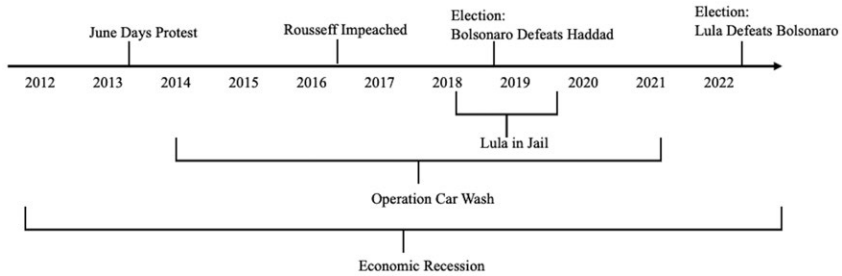 June Days Protest
Rousseff Impeached
Election:
Bolsonaro Defeats Haddad
Election:
Lula Defeats Bolsonaro
2012 2013 2014 2015 2016 2017 2018 2019 2020 2021 2022
Lula in Jail
Operation Car Wash
Economic Recession